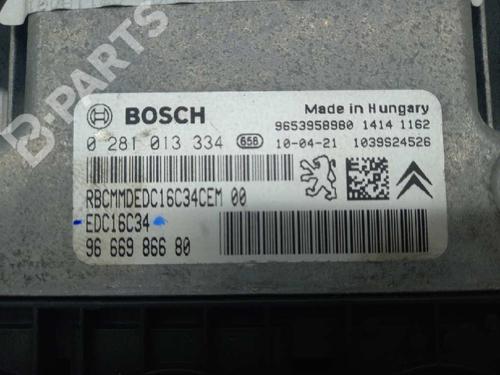 B-PARTS
BOSCH
Made in Hungary
9653958980 1414 1162
0 281 013 334 656 10-04-21 1039S24526
RBCMMDEDC16C34CEM 00
EDC16C34
96 669 866 80